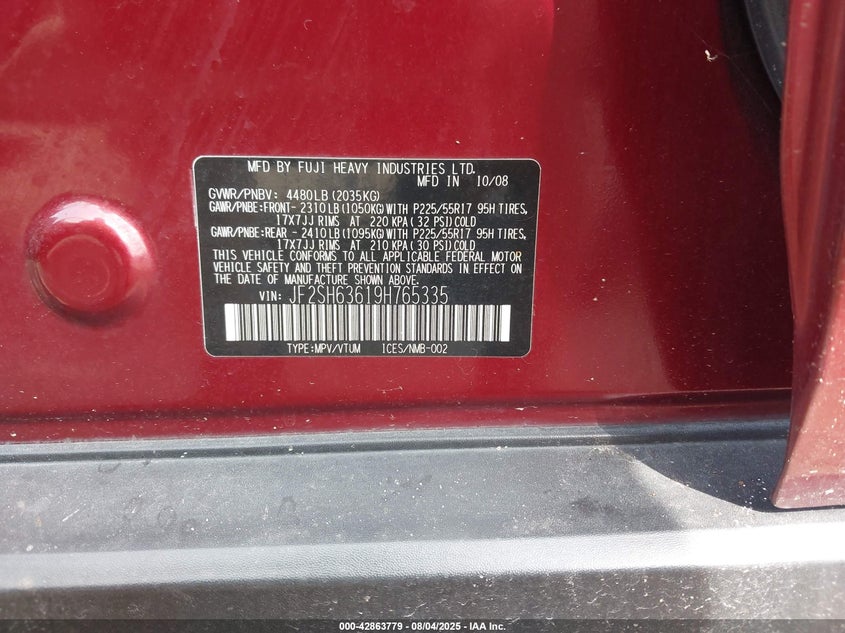 MFD BY FUJI HEAVY INDUSTRIES LTD.
MFD IN 10/08
GVWR/PNBV: 4480LB(2035KG)
GAWR/PNBE:FRONT- 2310LB(1050KG)WITH P225/55R17 95H TIRES,
17X7JJ RIMS AT 220 KPA( 32 PSI)COLD
GAWR/PNBE:REAR - 2410LB(1095KG)WITH P225/55R17 95H TIRES,
17X7JJ RIMS AT 210 KPA( 30 PSI)COLD
THIS VEHICLE CONFORMS TO ALL APPLICABLE FEDERAL MOTOR
VEHICLE SAFETY AND THEFT PREVENTION STANDARDS IN EFFECT ON
THE DATE OF MANUFACTURE SHOWN ABOVE.
VIN: JF2SH63619H765335
TYPE:MPV/VTUM ICES/NMB-002
000-42863779 - 08/04/2025 - IAA Inc.